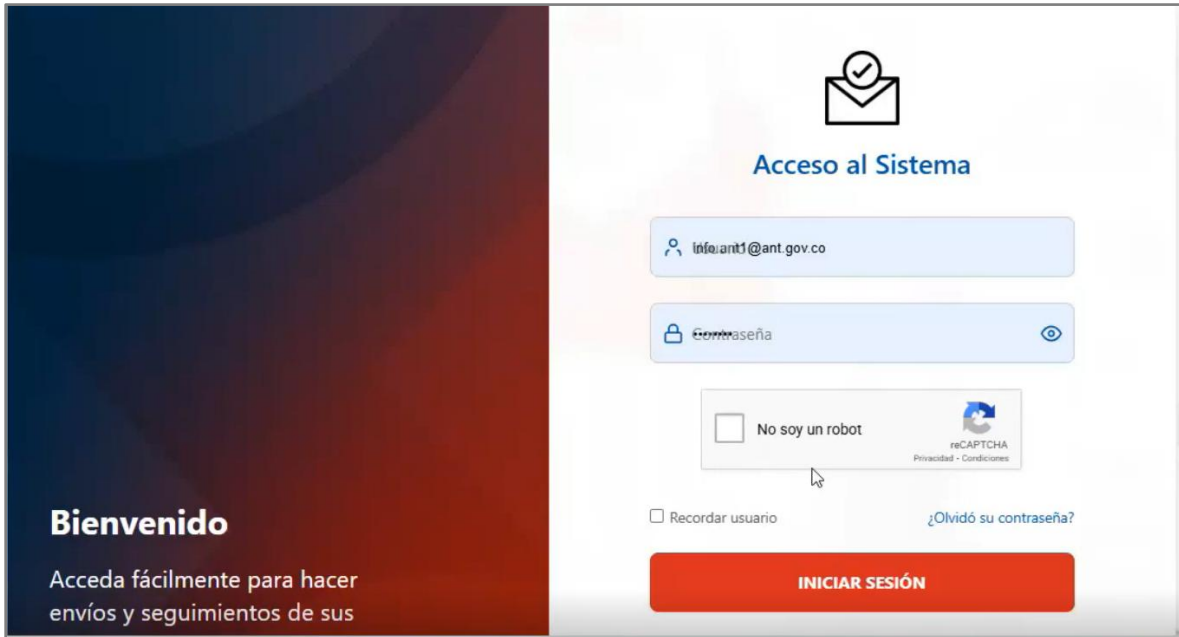 Acceso al Sistema
info.ant1@ant.gov.co
Contraseña
No soy un robot
reCAPTCHA
Privacidad - Condiciones
Recordar usuario
¿Olvidó su contraseña?
INICIAR SESIÓN
Bienvenido
Acceda fácilmente para hacer
envíos y seguimientos de sus